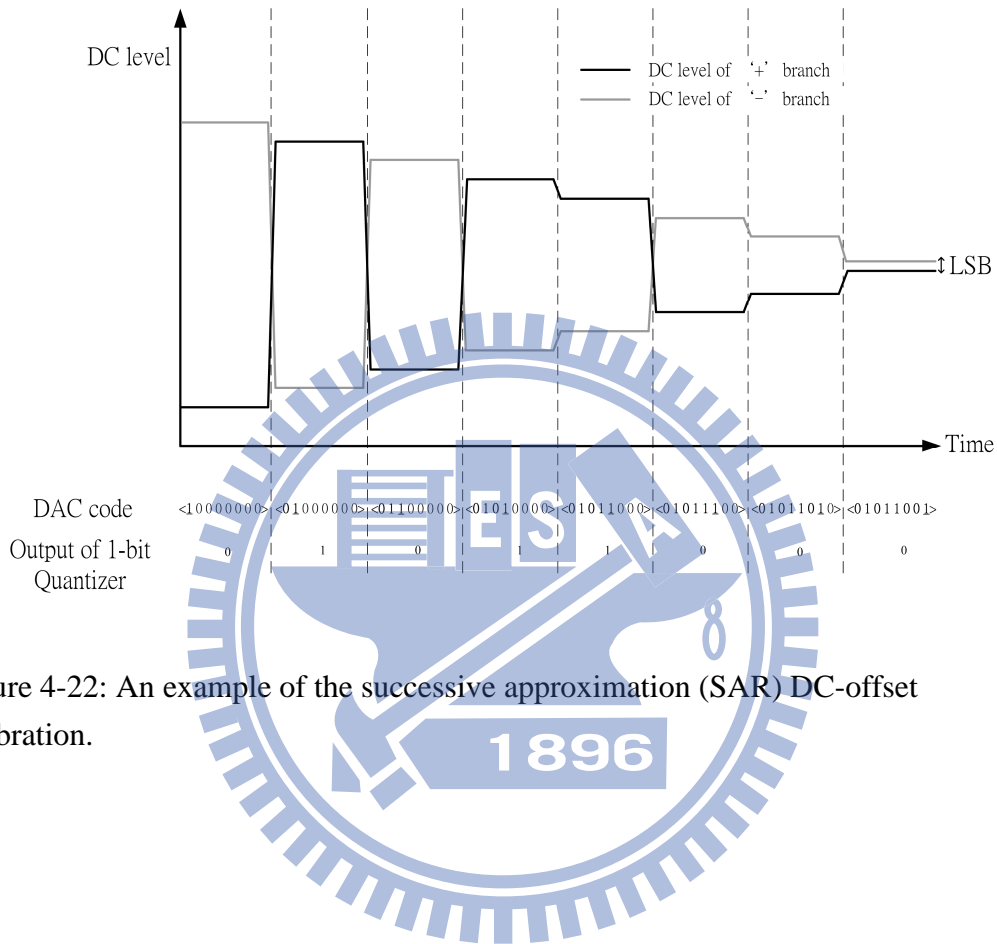 DC level
DC level of '+' branch
DC level of '-' branch
LSB
Time
DAC code <10000000> <01000000> <01100000> <01010000> <01011000> <01011100> <01011010> <01011001>
Output of 1-bit Quantizer 0 1 0 1 1 0 0 0
ESA
8
ure 4-22: An example of the successive approximation (SAR) DC-offset
bration.
1896